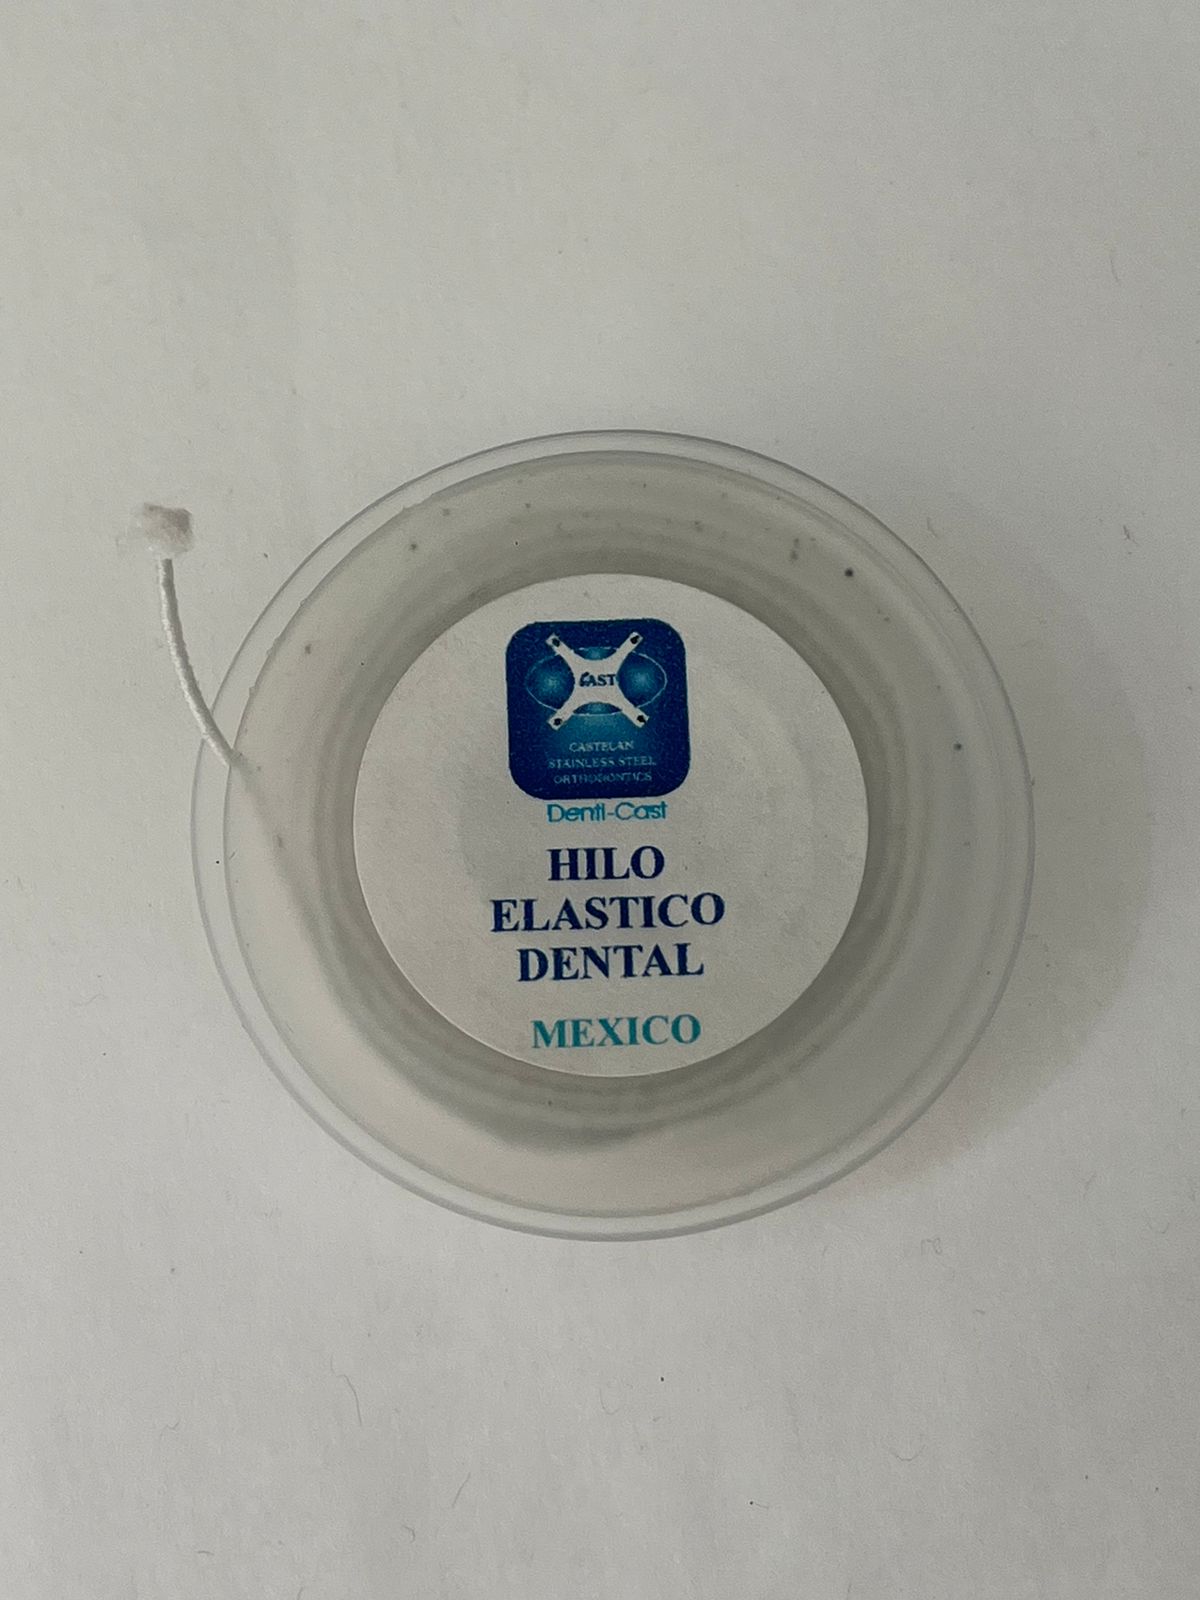 CAST
CASTELAN
STAINLESS STEEL
ORTHODONTICS
Denti-Cast
HILO
ELASTICO
DENTAL
MEXICO